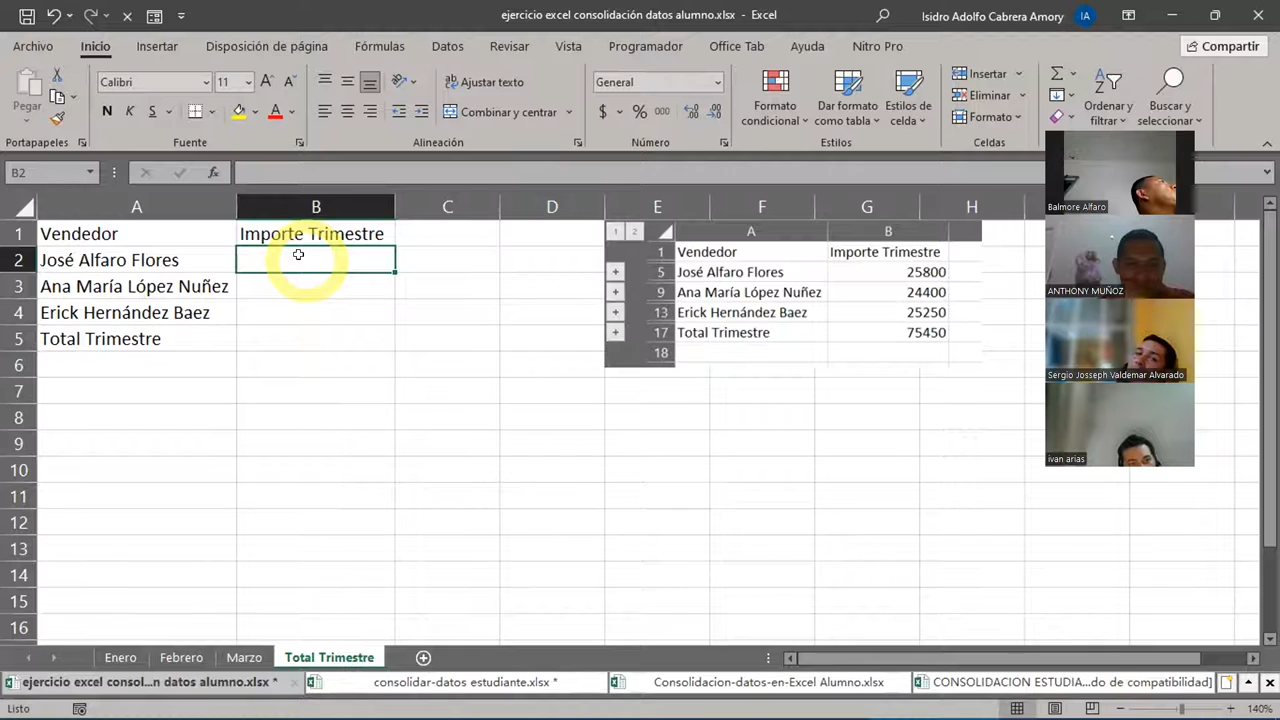 ejercicio excel consolidación datos alumno.xlsx - Excel
Isidro Adolfo Cabrera Amory IA
Archivo Inicio Insertar Disposición de página Fórmulas Datos Revisar Vista Programador Office Tab Ayuda Nitro Pro Compartir
Pegar
Calibri 11
N K S
Ajustar texto
Combinar y centrar
General
$ % 000
Formato condicional
Dar formato como tabla
Estilos de celda
Insertar
Eliminar
Formato
Ordenar y filtrar
Buscar y seleccionar
Portapapeles Fuente Alineación Número Estilos Celdas
B2 fx
A B C D E F G H
1 Vendedor Importe Trimestre
2 José Alfaro Flores
3 Ana María López Nuñez
4 Erick Hernández Baez
5 Total Trimestre
6
7
8
9
10
11
12
13
14
15
16
1 2 A B
1 Vendedor Importe Trimestre
5 José Alfaro Flores 25800
9 Ana María López Nuñez 24400
13 Erick Hernández Baez 25250
17 Total Trimestre 75450
18
Balmore Alfaro
ANTHONY MUÑOZ
Sergio Josseph Valdemar Alvarado
ivan arias
Enero Febrero Marzo Total Trimestre
ejercicio excel consol...n datos alumno.xlsx * consolidar-datos estudiante.xlsx * Consolidacion-datos-en-Excel Alumno.xlsx CONSOLIDACION ESTUDIA...do de compatibilidad]
Listo 140%